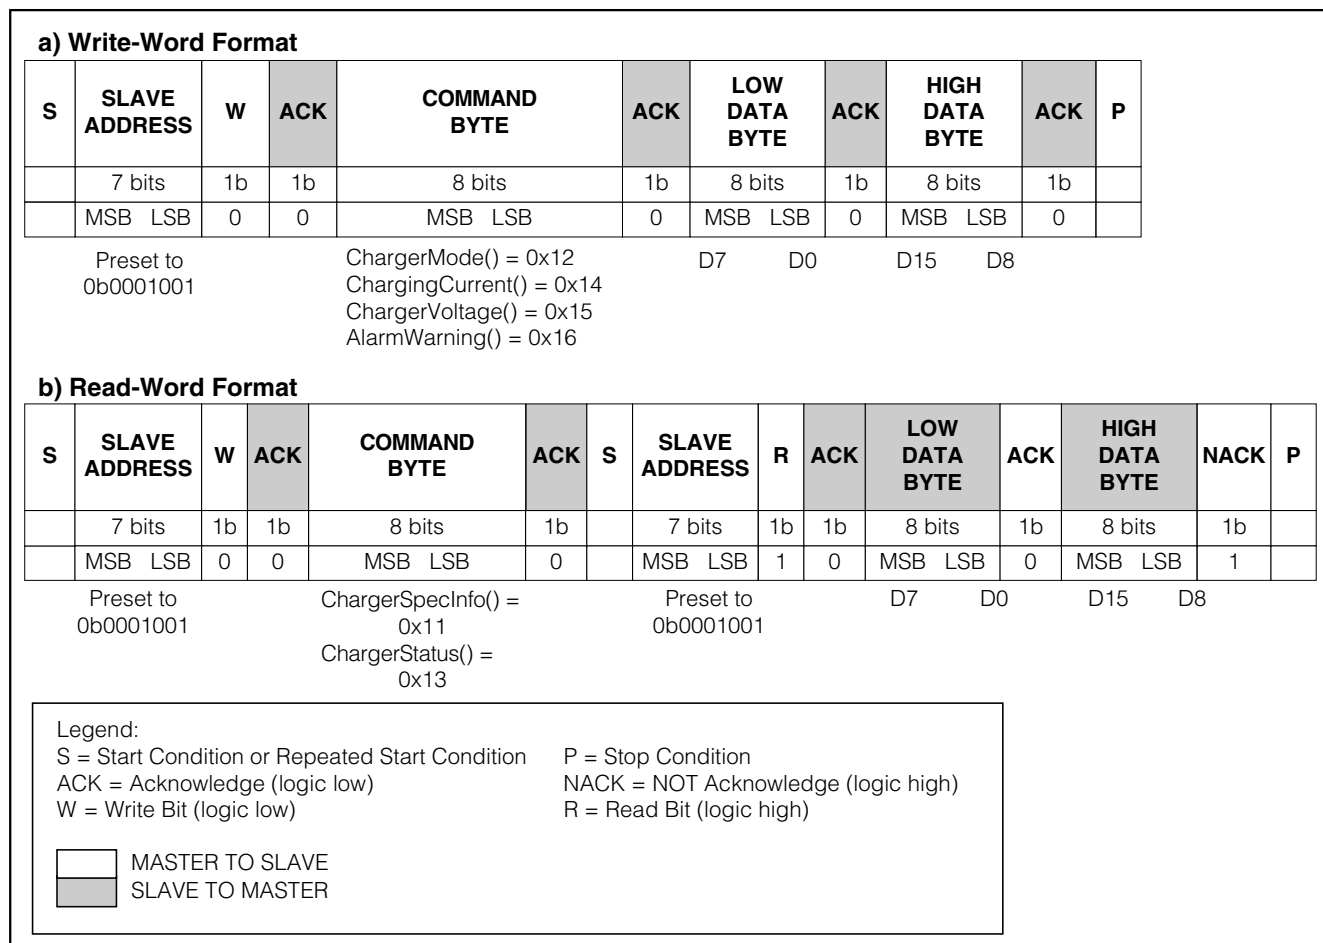 a) Write-Word Format
S SLAVE ADDRESS W ACK COMMAND BYTE ACK LOW DATA BYTE ACK HIGH DATA BYTE ACK P
7 bits 1b 1b 8 bits 1b 8 bits 1b 8 bits 1b
MSB LSB 0 0 MSB LSB 0 MSB LSB 0 MSB LSB 0
Preset to
0b0001001
ChargerMode() = 0x12
ChargingCurrent() = 0x14
ChargerVoltage() = 0x15
AlarmWarning() = 0x16
D7 D0 D15 D8
b) Read-Word Format
S SLAVE ADDRESS W ACK COMMAND BYTE ACK S SLAVE ADDRESS R ACK LOW DATA BYTE ACK HIGH DATA BYTE NACK P
7 bits 1b 1b 8 bits 1b 7 bits 1b 1b 8 bits 1b 8 bits 1b
MSB LSB 0 0 MSB LSB 0 MSB LSB 1 0 MSB LSB 0 MSB LSB 1
Preset to
0b0001001
ChargerSpecInfo() =
0x11
ChargerStatus() =
0x13
Preset to
0b0001001
D7 D0 D15 D8
Legend:
S = Start Condition or Repeated Start Condition P = Stop Condition
ACK = Acknowledge (logic low) NACK = NOT Acknowledge (logic high)
W = Write Bit (logic low) R = Read Bit (logic high)
MASTER TO SLAVE
SLAVE TO MASTER